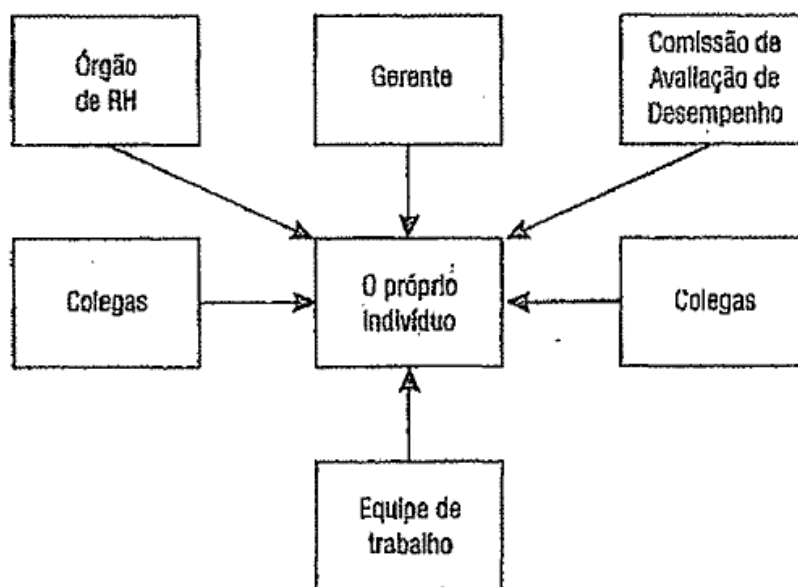 Órgão
de RH
Gerente
Comissão de
Avaliação de
Desempenho
Colegas
O próprio
indivíduo
Colegas
Equipe de
trabalho